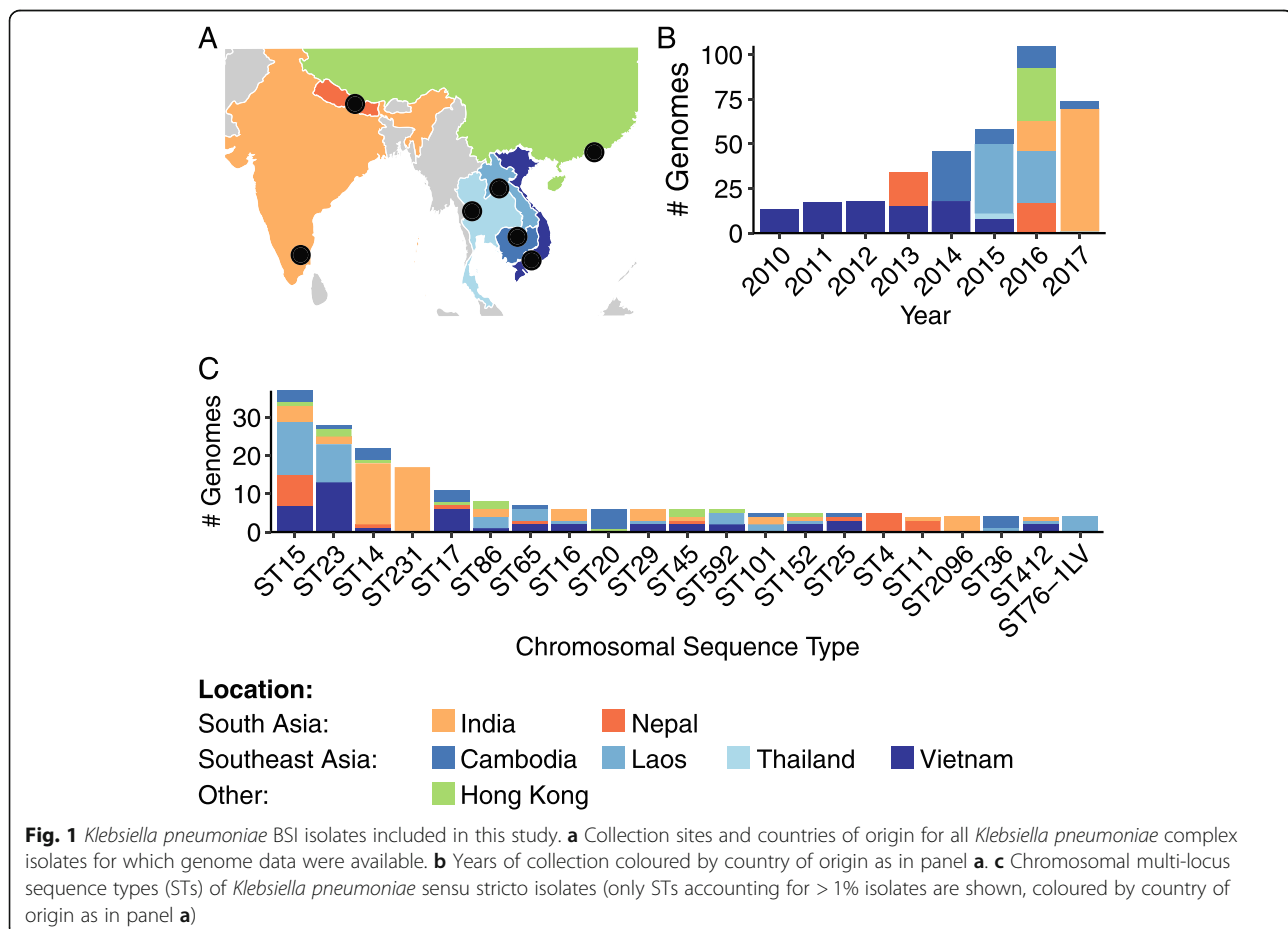 A
B
# Genomes
100
75
50
25
0
2010 2011 2012 2013 2014 2015 2016 2017
Year
C
# Genomes
30
20
10
0
ST15 ST23 ST14 ST231 ST17 ST86 ST65 ST16 ST20 ST29 ST45 ST592 ST101 ST152 ST25 ST4 ST11 ST2096 ST36 ST412 ST76−1LV
Chromosomal Sequence Type
Location:
South Asia: India Nepal
Southeast Asia: Cambodia Laos Thailand Vietnam
Other: Hong Kong
Fig. 1 Klebsiella pneumoniae BSI isolates included in this study. a Collection sites and countries of origin for all Klebsiella pneumoniae complex
isolates for which genome data were available. b Years of collection coloured by country of origin as in panel a. c Chromosomal multi-locus
sequence types (STs) of Klebsiella pneumoniae sensu stricto isolates (only STs accounting for > 1% isolates are shown, coloured by country of
origin as in panel a)